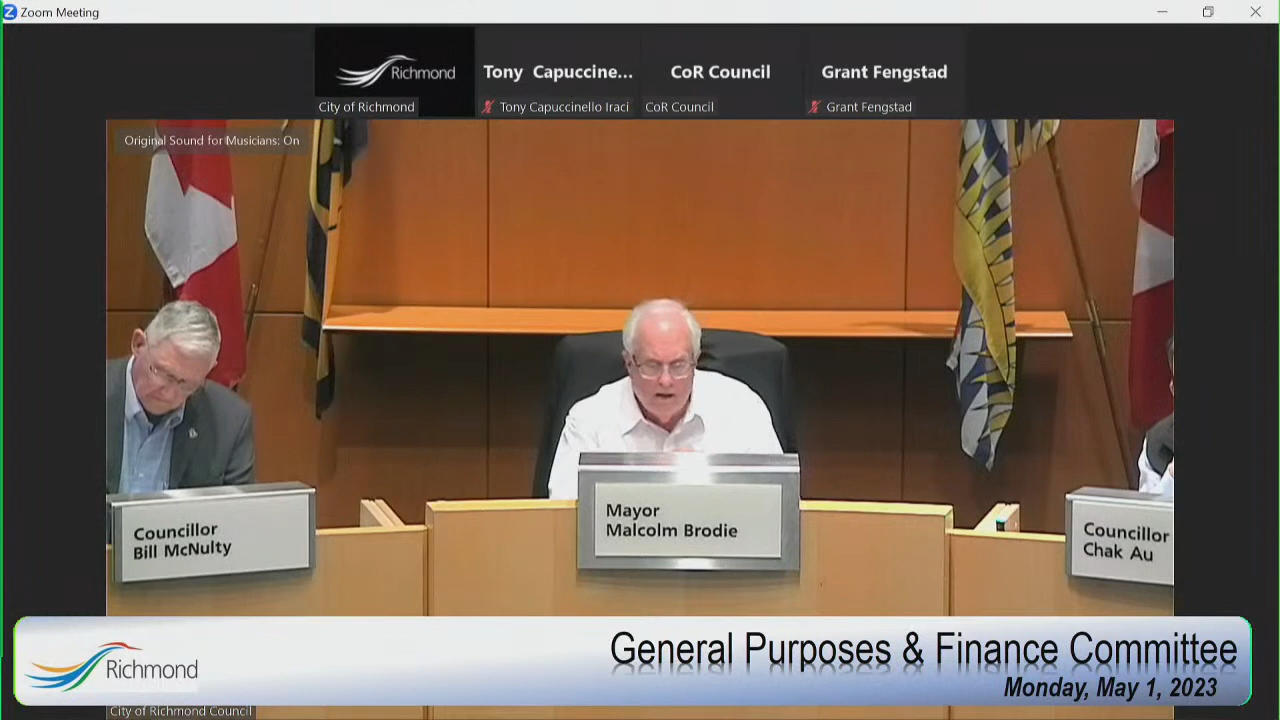 Zoom Meeting
Richmond
Tony Capuccine...
CoR Council
Grant Fengstad
City of Richmond
Tony Capuccinello Iraci
CoR Council
Grant Fengstad
Original Sound for Musicians: On
Councillor
Bill McNulty
Mayor
Malcolm Brodie
Councillor
Chak Au
Richmond
General Purposes & Finance Committee
Monday, May 1, 2023
City of Richmond Council